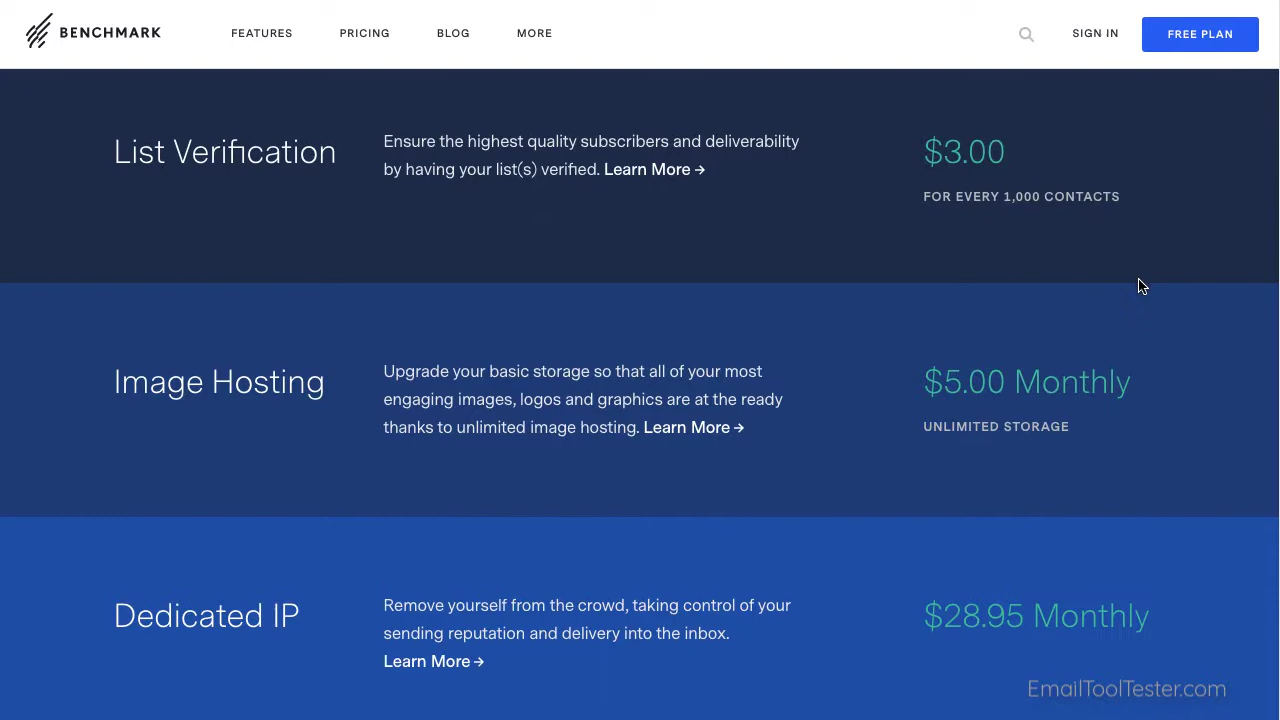 BENCHMARK
FEATURES
PRICING
BLOG
MORE
SIGN IN
FREE PLAN
List Verification
Ensure the highest quality subscribers and deliverability
by having your list(s) verified. Learn More →
$3.00
FOR EVERY 1,000 CONTACTS
Image Hosting
Upgrade your basic storage so that all of your most
engaging images, logos and graphics are at the ready
thanks to unlimited image hosting. Learn More →
$5.00 Monthly
UNLIMITED STORAGE
Dedicated IP
Remove yourself from the crowd, taking control of your
sending reputation and delivery into the inbox.
Learn More →
$28.95 Monthly
EmailToolTester.com